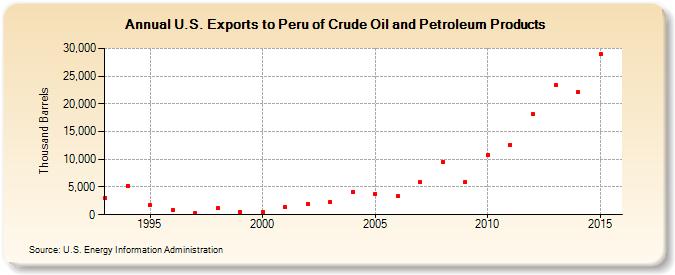 Annual U.S. Exports to Peru of Crude Oil and Petroleum Products
Thousand Barrels
30,000
25,000
20,000
15,000
10,000
5,000
0
1995 2000 2005 2010 2015
Source: U.S. Energy Information Administration